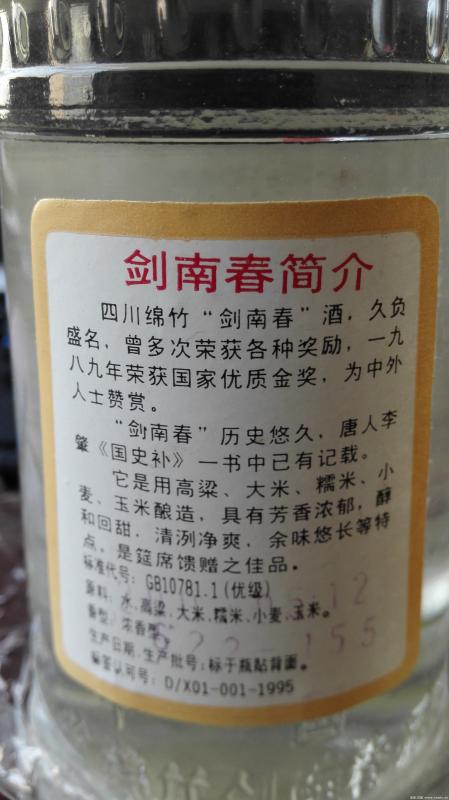 剑南春简介
四川绵竹“剑南春”酒，久负
盛名，曾多次荣获各种奖励，一九
八九年荣获国家优质金奖，为中外
人士赞赏。
“剑南春”历史悠久，唐人李
肇《国史补》一书中已有记载。
它是用高粱、大米、糯米、小
麦、玉米酿造，具有芳香浓郁，醇
和回甜，清冽净爽，余味悠长等特
点。是筵席馈赠之佳品。
标准代号：GB10781.1(优级)
原料：水、高粱、大米、糯米、小麦、玉米。
香型：浓香型
生产日期、生产批号：标于瓶贴背面。
标签认可号：D/X01-001-1995